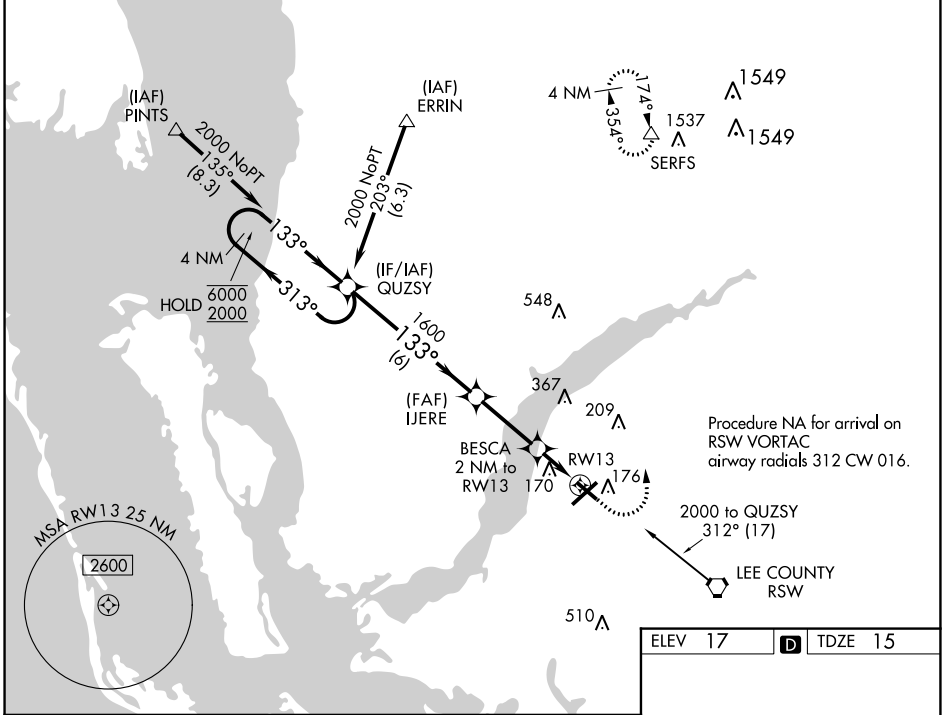 (IAF)
PINTS
2000 NoPT
135°
(8.3)
(IAF)
ERRIN
2000 NoPT
203°
(6.3)
4 NM
174°
354°
1537
SERFS
1549
1549
133°
4 NM
313°
HOLD
6000
2000
(IF/IAF)
QUZSY
1600
133°
(6)
548
(FAF)
IJERE
367
209
BESCA
2 NM to
RW13
170
RW13
176
Procedure NA for arrival on
RSW VORTAC
airway radials 312 CW 016.
2000 to QUZSY
312° (17)
LEE COUNTY
RSW
MSA RW13 25 NM
2600
510
ELEV 17
D
TDZE 15